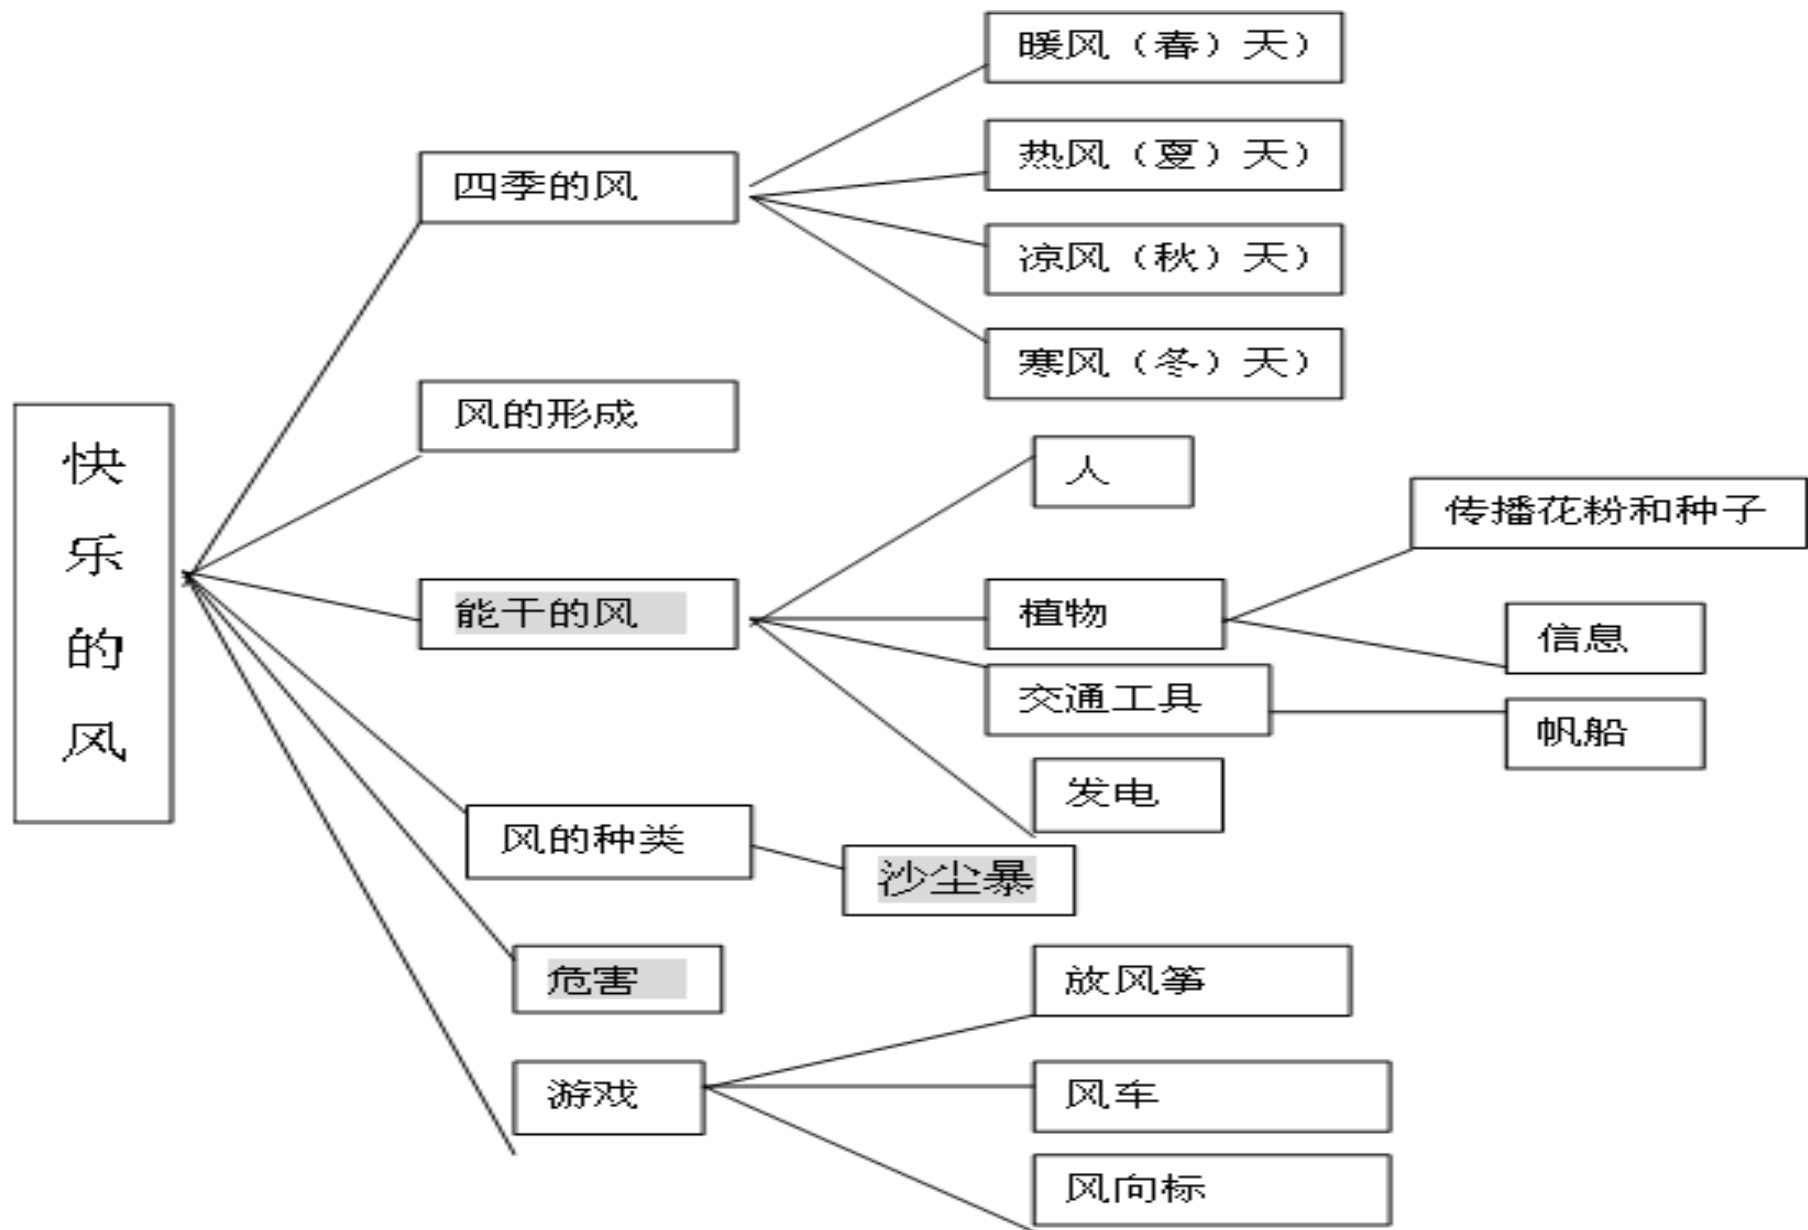 快
乐
的
风
四季的风
暖风（春）天）
热风（夏）天）
凉风（秋）天）
寒风（冬）天）
风的形成
能干的风
人
植物
传播花粉和种子
信息
交通工具
帆船
发电
风的种类
沙尘暴
危害
游戏
放风筝
风车
风向标